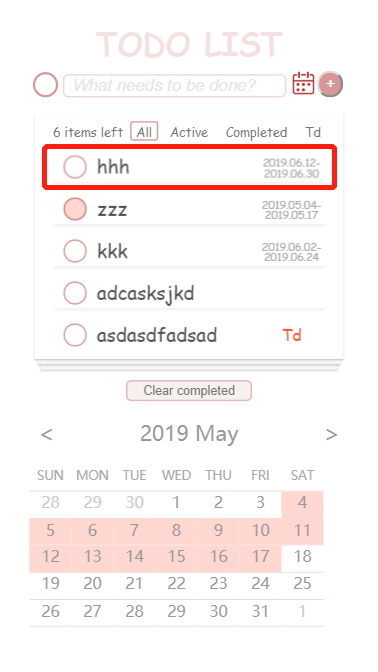 TODO LIST
What needs to be done? +
6 items left All Active Completed Td
hhh 2019.06.12-
2019.06.30
zzz 2019.05.04-
2019.05.17
kkk 2019.06.02-
2019.06.24
adcasksjkd
asdasdfadsad Td
Clear completed
< 2019 May >
SUN MON TUE WED THU FRI SAT
28 29 30 1 2 3 4
5 6 7 8 9 10 11
12 13 14 15 16 17 18
19 20 21 22 23 24 25
26 27 28 29 30 31 1